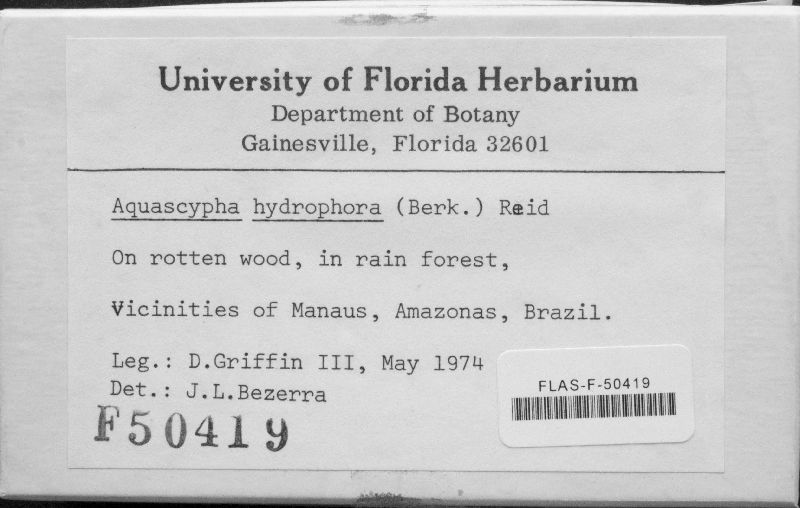 University of Florida Herbarium
Department of Botany
Gainesville, Florida 32601
Aquascypha hydrophora (Berk.) Reid
On rotten wood, in rain forest,
Vicinities of Manaus, Amazonas, Brazil.
Leg.: D.Griffin III, May 1974
Det.: J.L.Bezerra
F50419
FLAS-F-50419